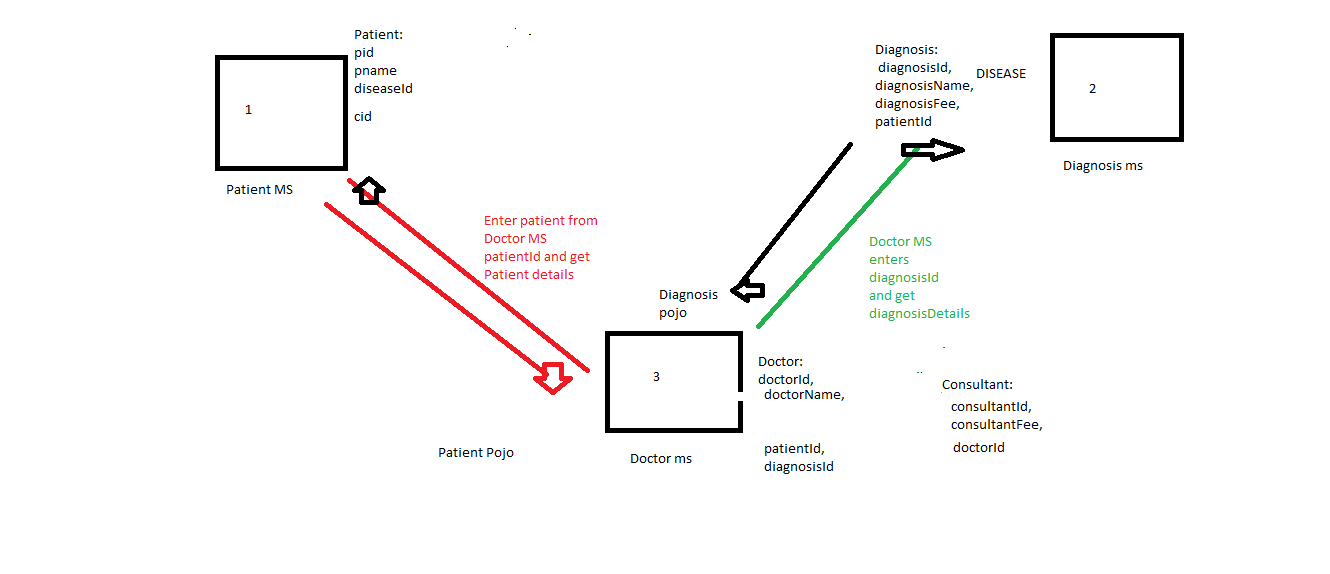 Patient:
pid
pname
diseaseId
cid
1
Patient MS
Diagnosis:
diagnosisId,
diagnosisName,
diagnosisFee,
patientId
DISEASE
2
Diagnosis ms
Enter patient from
Doctor MS
patientId and get
Patient details
Doctor MS
enters
diagnosisId
and get
diagnosisDetails
Diagnosis
pojo
3
Doctor ms
Patient Pojo
Doctor:
doctorId,
doctorName,
patientId,
diagnosisId
Consultant:
consultantId,
consultantFee,
doctorId